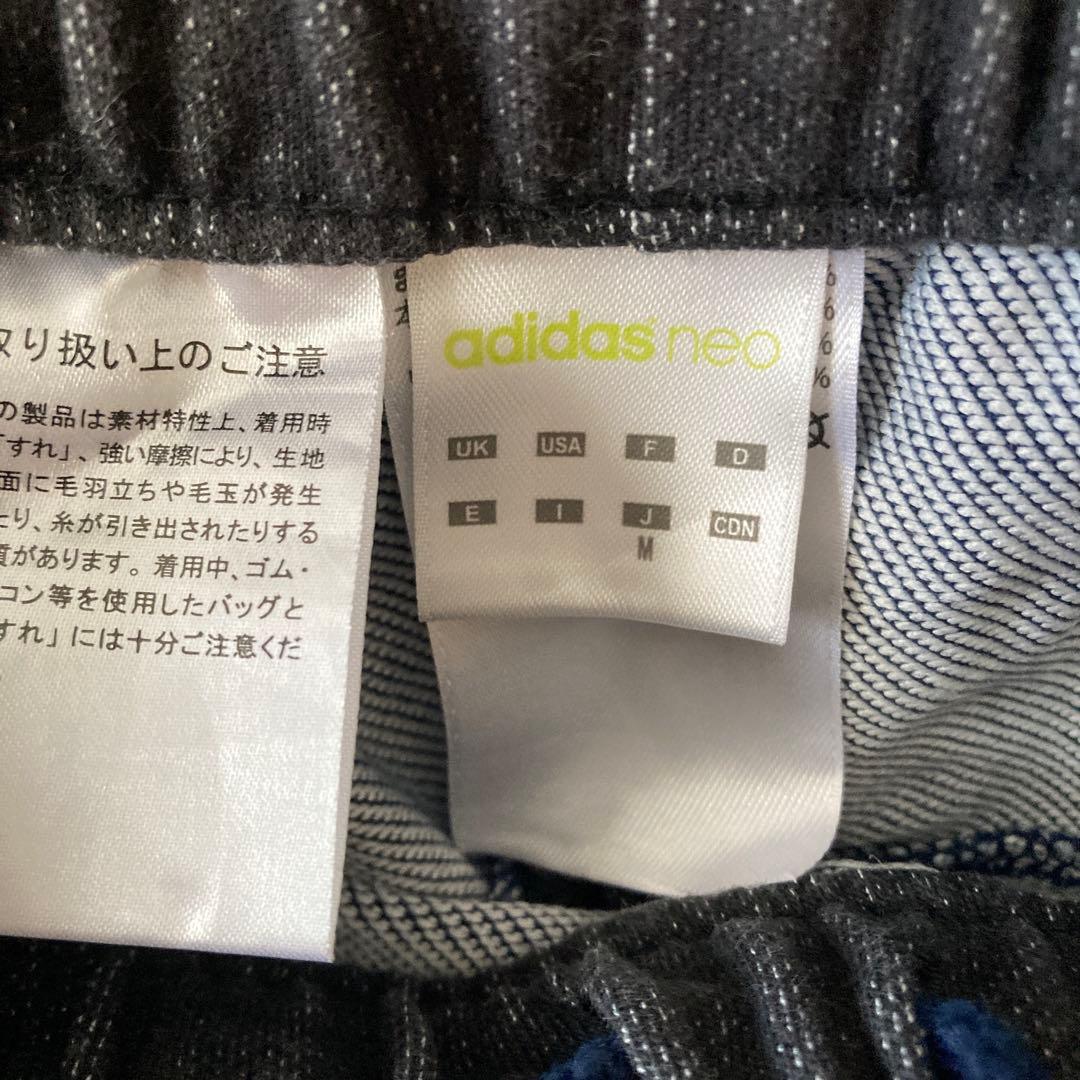 取り扱い上のご注意
の製品は素材特性上、着用時
「すれ」、強い摩擦により、生地
面に毛羽立ちや毛玉が発生
たり、糸が引き出されたりする
質があります。着用中、ゴム・
コン等を使用したバッグと
すれ」には十分ご注意くだ
adidas neo
UK USA F D
E I J CDN
M
%
%
%
%